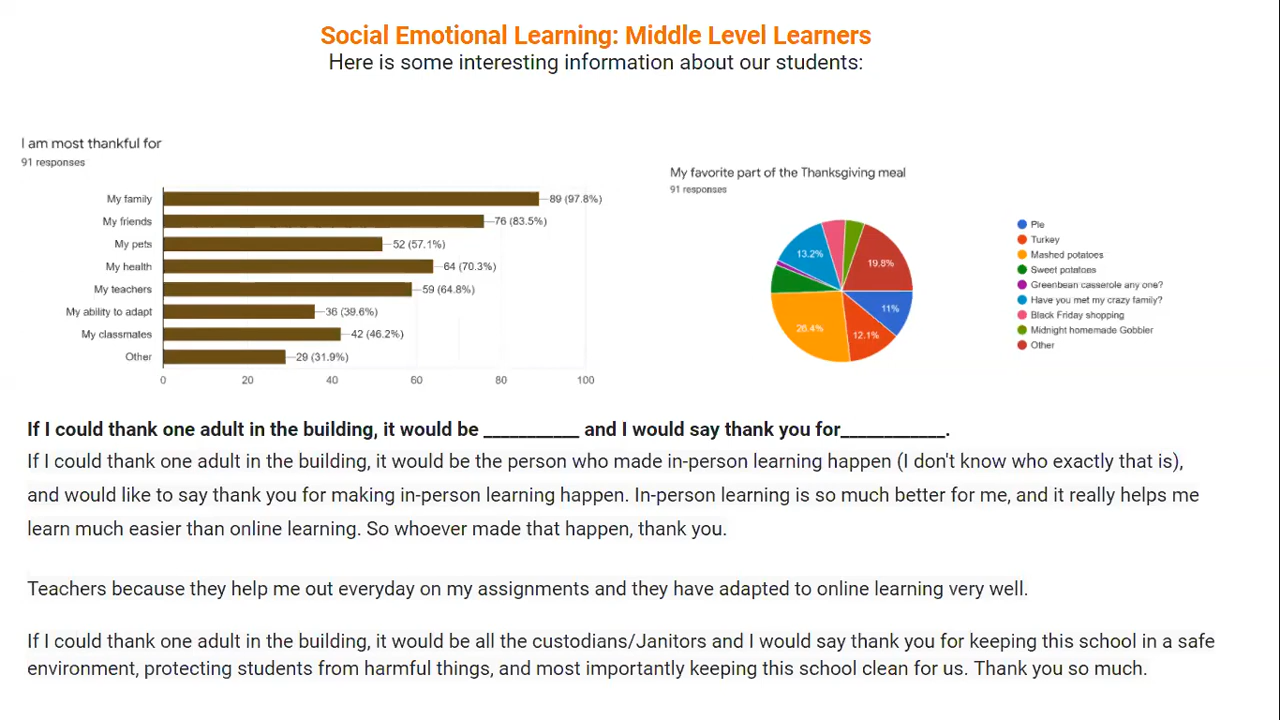 Social Emotional Learning: Middle Level Learners
Here is some interesting information about our students:
I am most thankful for
91 responses
My family 89 (97.8%)
My friends 76 (83.5%)
My pets 52 (57.1%)
My health 64 (70.3%)
My teachers 59 (64.8%)
My ability to adapt 36 (39.6%)
My classmates 42 (46.2%)
Other 29 (31.9%)
0 20 40 60 80 100
My favorite part of the Thanksgiving meal
91 responses
13.2%
19.8%
11%
12.1%
26.4%
Pie
Turkey
Mashed potatoes
Sweet potatoes
Greenbean casserole any one?
Have you met my crazy family?
Black Friday shopping
Midnight homemade Gobbler
Other
If I could thank one adult in the building, it would be ___________ and I would say thank you for____________.
If I could thank one adult in the building, it would be the person who made in-person learning happen (I don't know who exactly that is),
and would like to say thank you for making in-person learning happen. In-person learning is so much better for me, and it really helps me
learn much easier than online learning. So whoever made that happen, thank you.
Teachers because they help me out everyday on my assignments and they have adapted to online learning very well.
If I could thank one adult in the building, it would be all the custodians/Janitors and I would say thank you for keeping this school in a safe
environment, protecting students from harmful things, and most importantly keeping this school clean for us. Thank you so much.